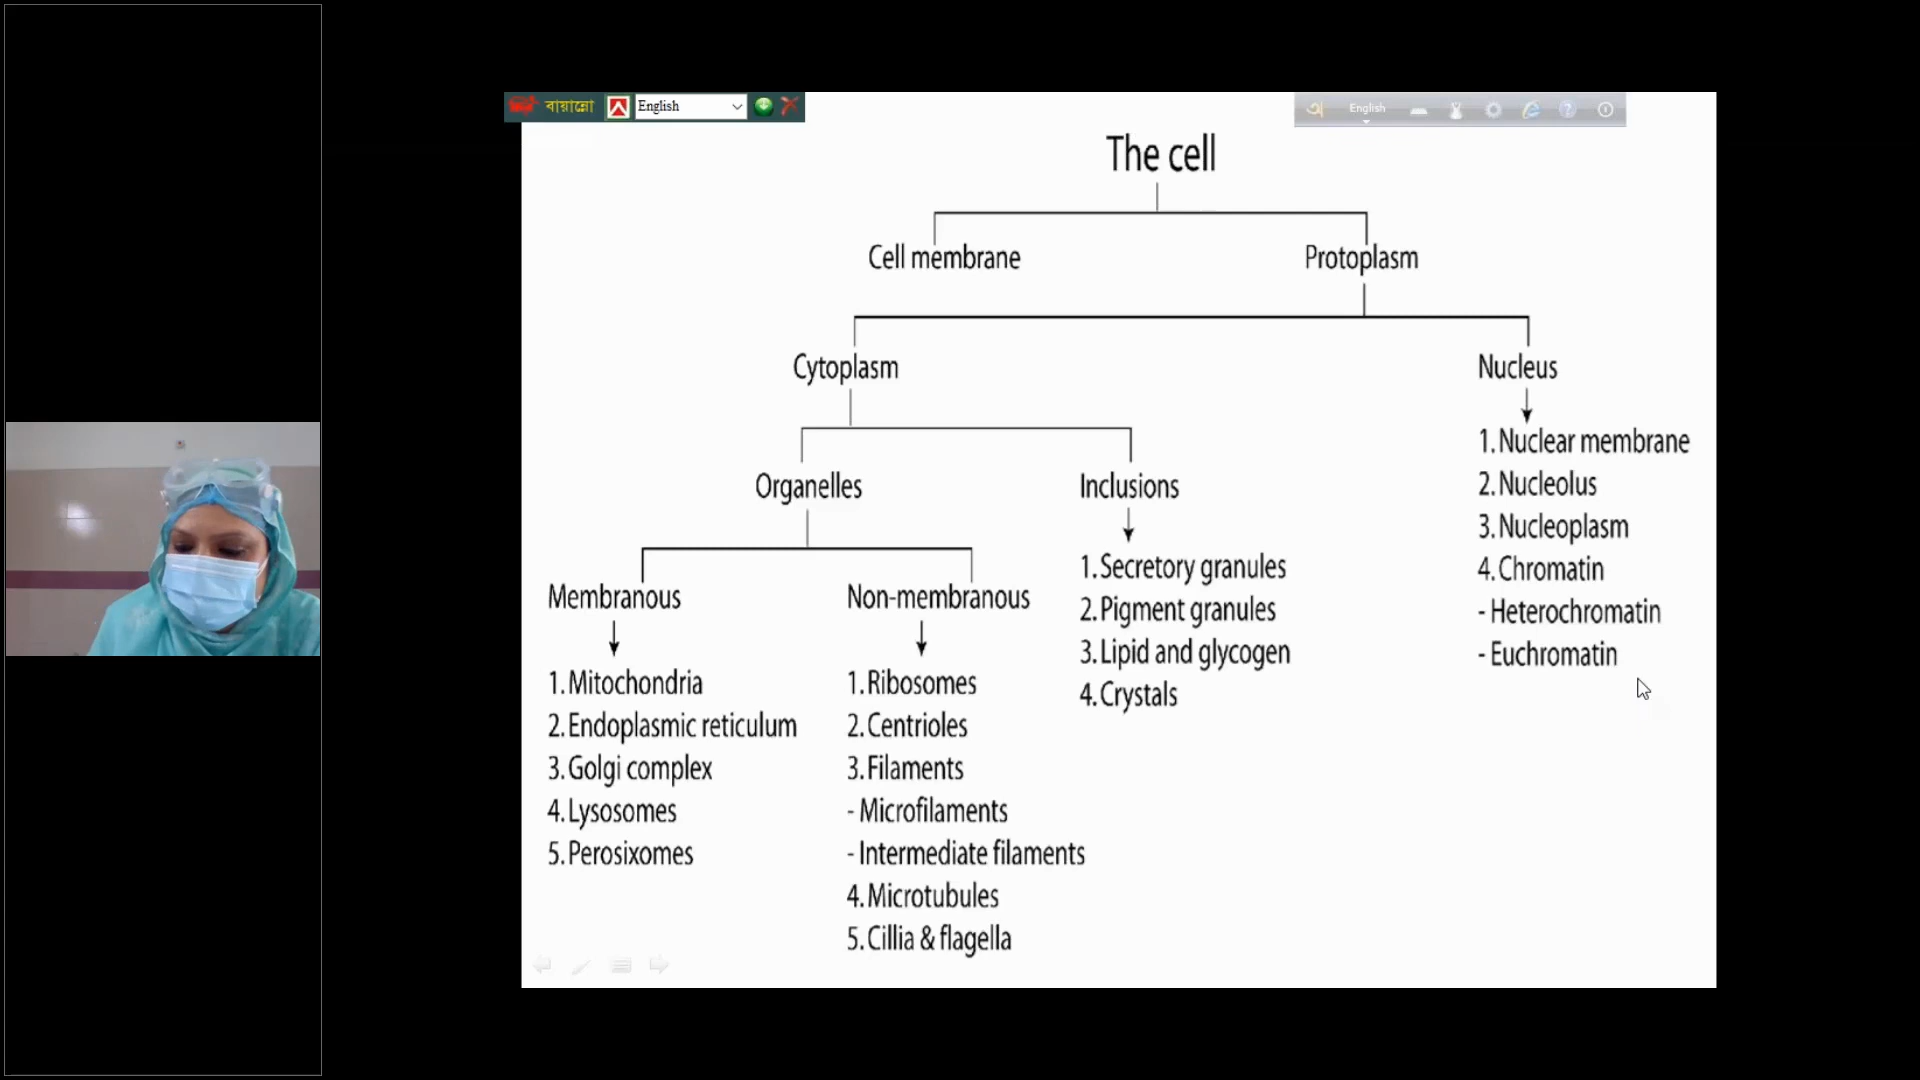 বায়ান্নো English
English
The cell
Cell membrane Protoplasm
Cytoplasm Nucleus
1. Nuclear membrane
2. Nucleolus
3. Nucleoplasm
4. Chromatin
- Heterochromatin
- Euchromatin
Organelles Inclusions
1. Secretory granules
2. Pigment granules
3. Lipid and glycogen
4. Crystals
Membranous Non-membranous
1. Mitochondria
2. Endoplasmic reticulum
3. Golgi complex
4. Lysosomes
5. Perosixomes
1. Ribosomes
2. Centrioles
3. Filaments
- Microfilaments
- Intermediate filaments
4. Microtubules
5. Cillia & flagella